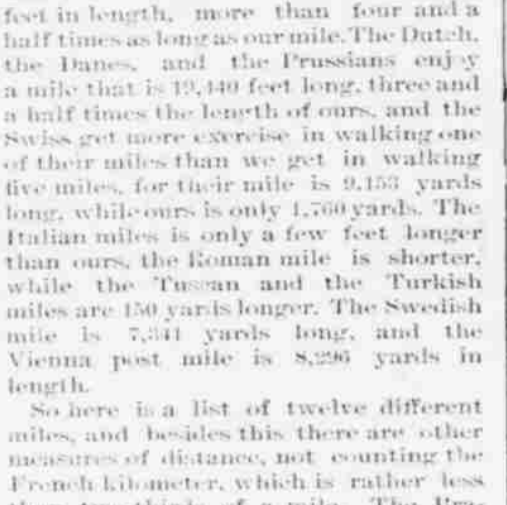 feet in length, more than four and a
half times as long as our mile. The Dutch,
the Danes, and the Prussians enjoy
a mile that is 19,440 feet long, three and
a half times the length of ours, and the
Swiss get more exercise in walking one
of their miles than we get in walking
five miles, for their mile is 9,153 yards
long, while ours is only 1,760 yards. The
Italian miles is only a few feet longer
than ours, the Roman mile is shorter,
while the Tuscan and the Turkish
miles are 150 yards longer. The Swedish
mile is 7,341 yards long, and the
Vienna post mile is 8,296 yards in
length.
So here is a list of twelve different
miles, and besides this there are other
measures of distance, not counting the
French kilometer, which is rather less
than two thirds of a mile. The